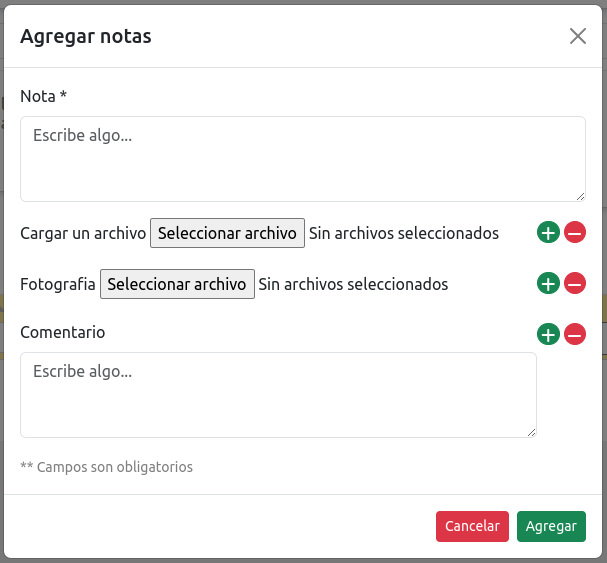 Agregar notas
Nota *
Escribe algo...
Cargar un archivo Seleccionar archivo Sin archivos seleccionados
Fotografia Seleccionar archivo Sin archivos seleccionados
Comentario
Escribe algo...
** Campos son obligatorios
Cancelar Agregar